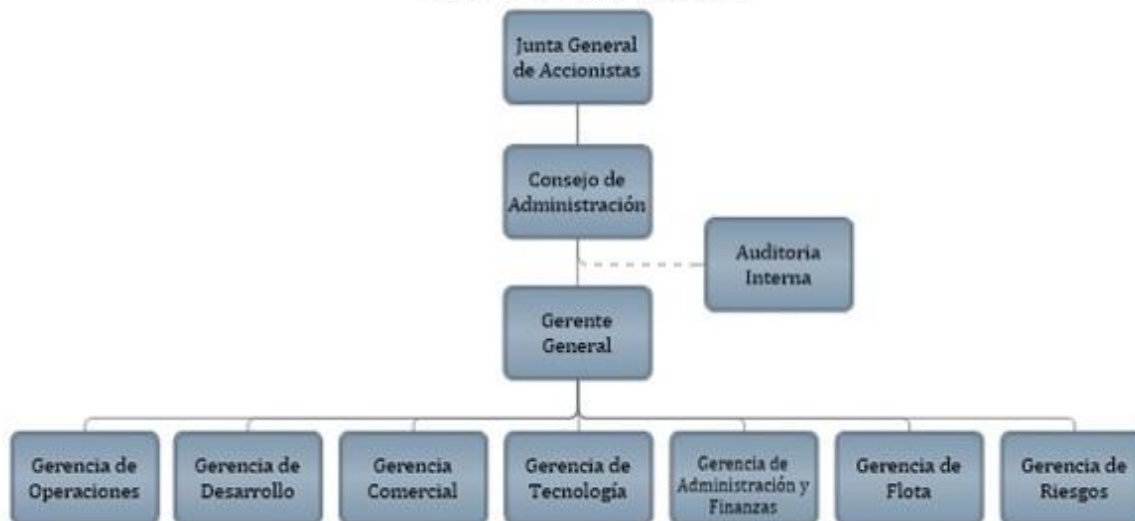 Junta General
de Accionistas
Consejo de
Administración
Auditoria
Interna
Gerente
General
Gerencia de
Operaciones
Gerencia de
Desarrollo
Gerencia
Comercial
Gerencia de
Tecnología
Gerencia de
Administración y
Finanzas
Gerencia de
Flota
Gerencia de
Riesgos